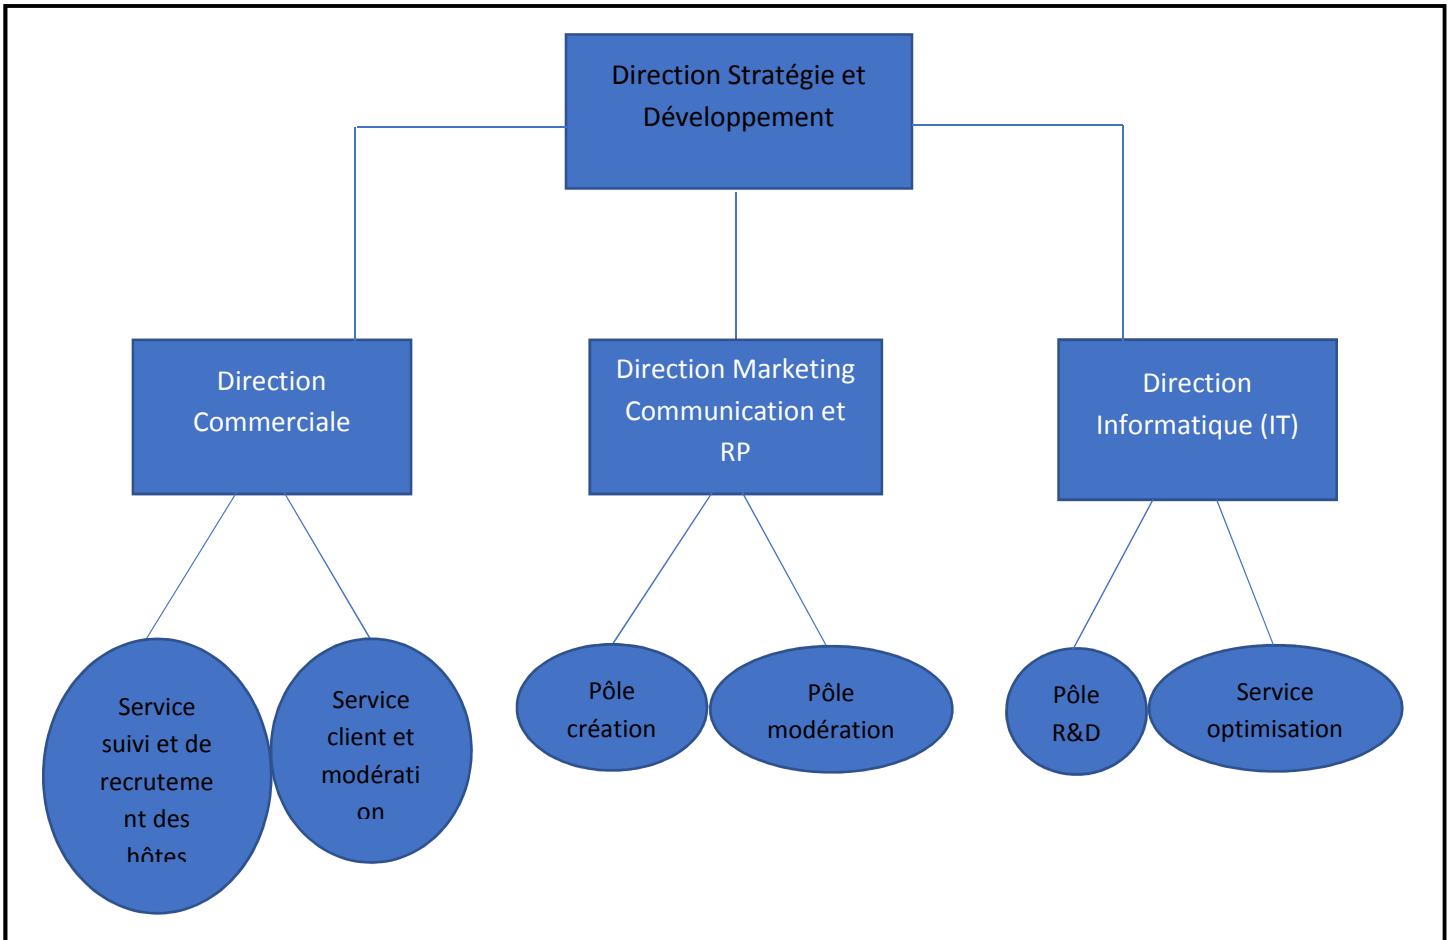 Direction Stratégie et
Développement
Direction
Commerciale
Direction Marketing
Communication et
RP
Direction
Informatique (IT)
Service
suivi et de
recruteme
nt des
hôtes
Service
client et
modérati
on
Pôle
création
Pôle
modération
Pôle
R&D
Service
optimisation